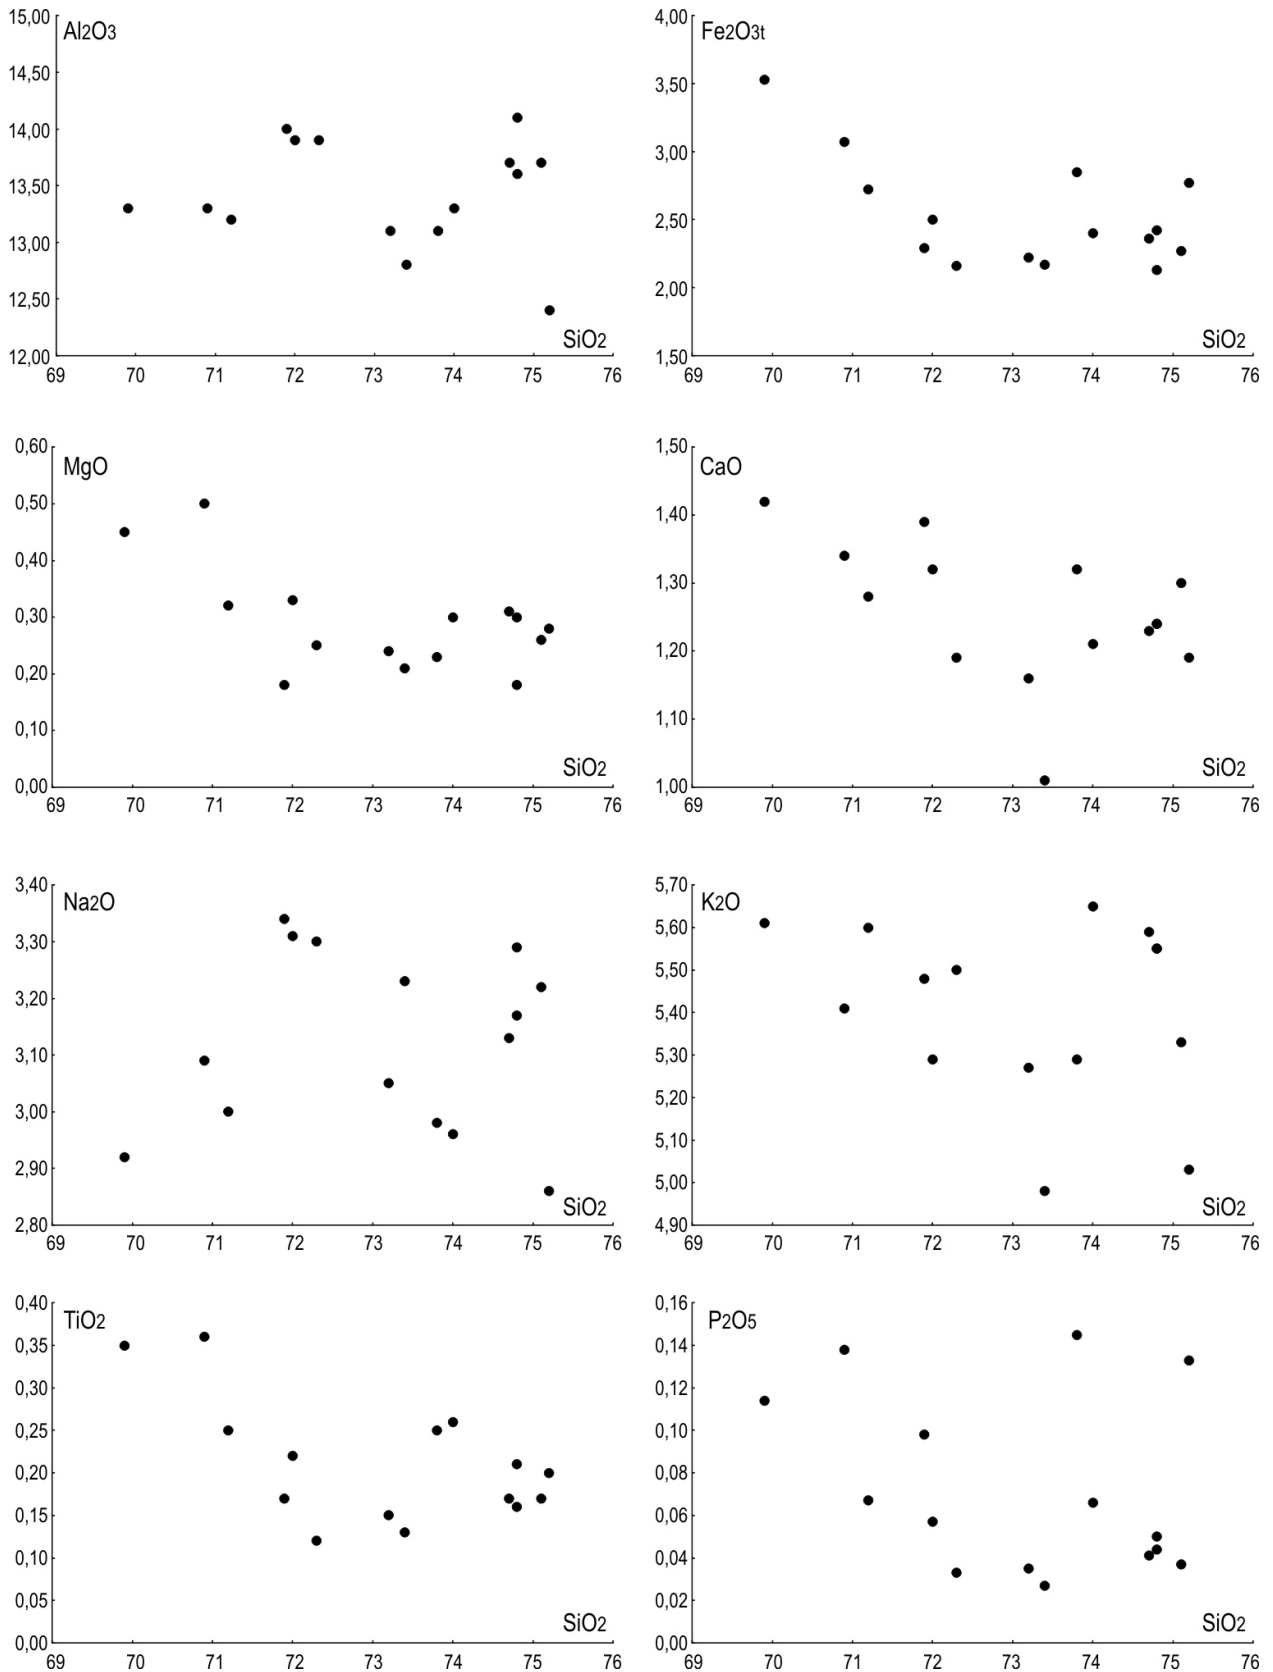 15,00
Al2O3
14,50
14,00
13,50
13,00
12,50
12,00
SiO2
69 70 71 72 73 74 75 76
4,00
Fe2O3t
3,50
3,00
2,50
2,00
1,50
SiO2
69 70 71 72 73 74 75 76
0,60
MgO
0,50
0,40
0,30
0,20
0,10
0,00
SiO2
69 70 71 72 73 74 75 76
1,50
CaO
1,40
1,30
1,20
1,10
1,00
SiO2
69 70 71 72 73 74 75 76
3,40
Na2O
3,30
3,20
3,10
3,00
2,90
2,80
SiO2
69 70 71 72 73 74 75 76
5,70
K2O
5,60
5,50
5,40
5,30
5,20
5,10
5,00
4,90
SiO2
69 70 71 72 73 74 75 76
0,40
TiO2
0,35
0,30
0,25
0,20
0,15
0,10
0,05
0,00
SiO2
69 70 71 72 73 74 75 76
0,16
P2O5
0,14
0,12
0,10
0,08
0,06
0,04
0,02
0,00
SiO2
69 70 71 72 73 74 75 76